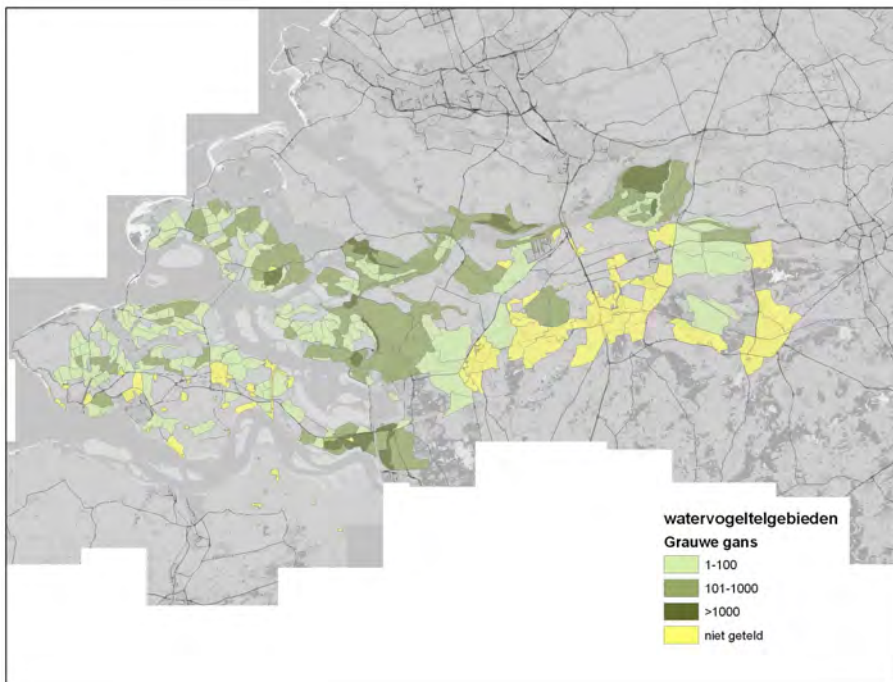 watervogeltelgebieden
Grauwe gans
1-100
101-1000
>1000
niet geteld